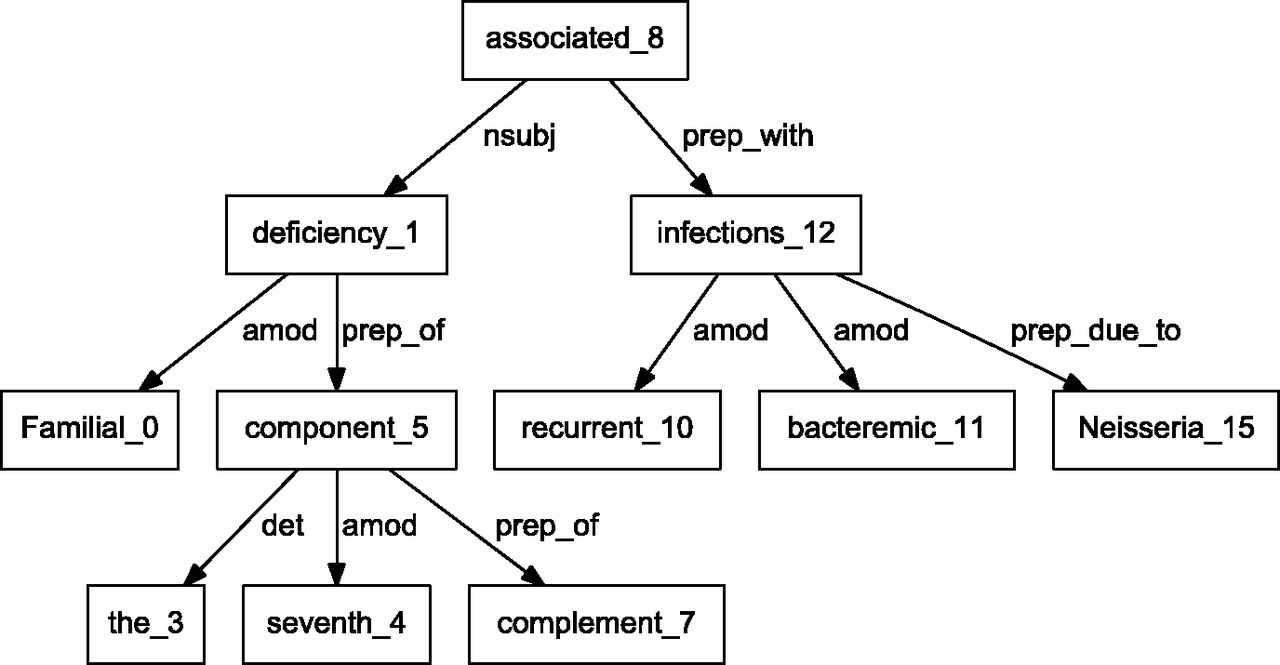 associated_8
nsubj prep_with
deficiency_1 infections_12
amod prep_of amod amod prep_due_to
Familial_0 component_5 recurrent_10 bacteremic_11 Neisseria_15
det amod prep_of
the_3 seventh_4 complement_7